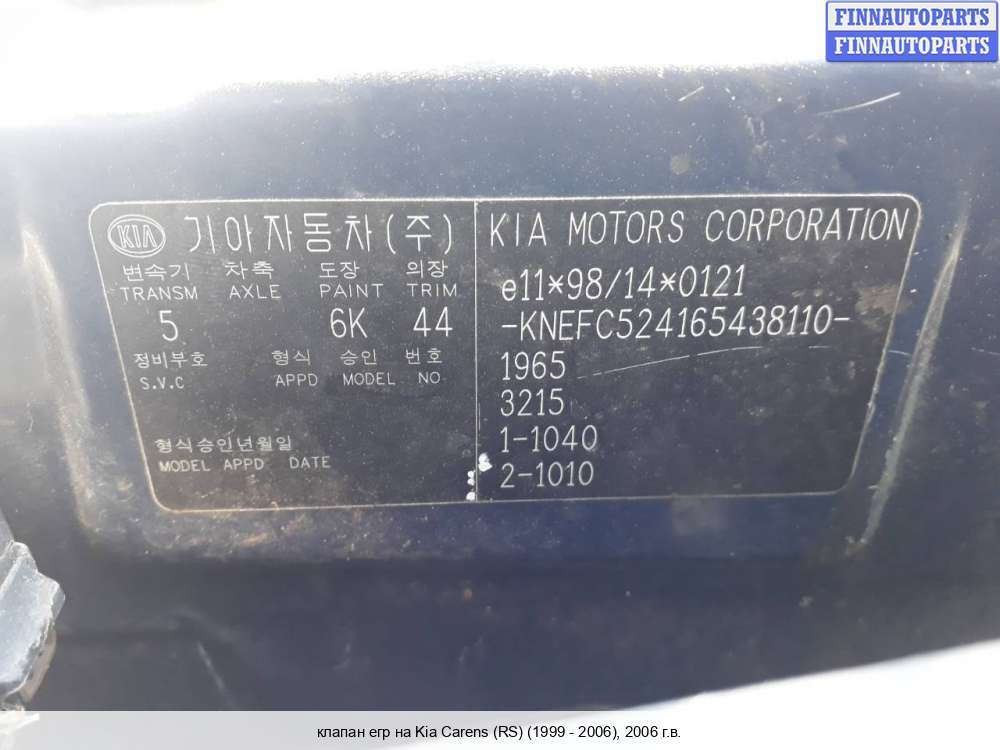 FINNAUTOPARTS
FINNAUTOPARTS
KIA 기아자동차(주)
변속기 차축 도장 의장
TRANSM AXLE PAINT TRIM
5 6K 44
정비부호 형식 승인 번호
S.V.C APPD MODEL NO
형식승인년월일
MODEL APPD DATE
KIA MOTORS CORPORATION
e11*98/14*0121
-KNEFC524165438110-
1965
3215
1-1040
2-1010
клапан егр на Kia Carens (RS) (1999 - 2006), 2006 г.в.